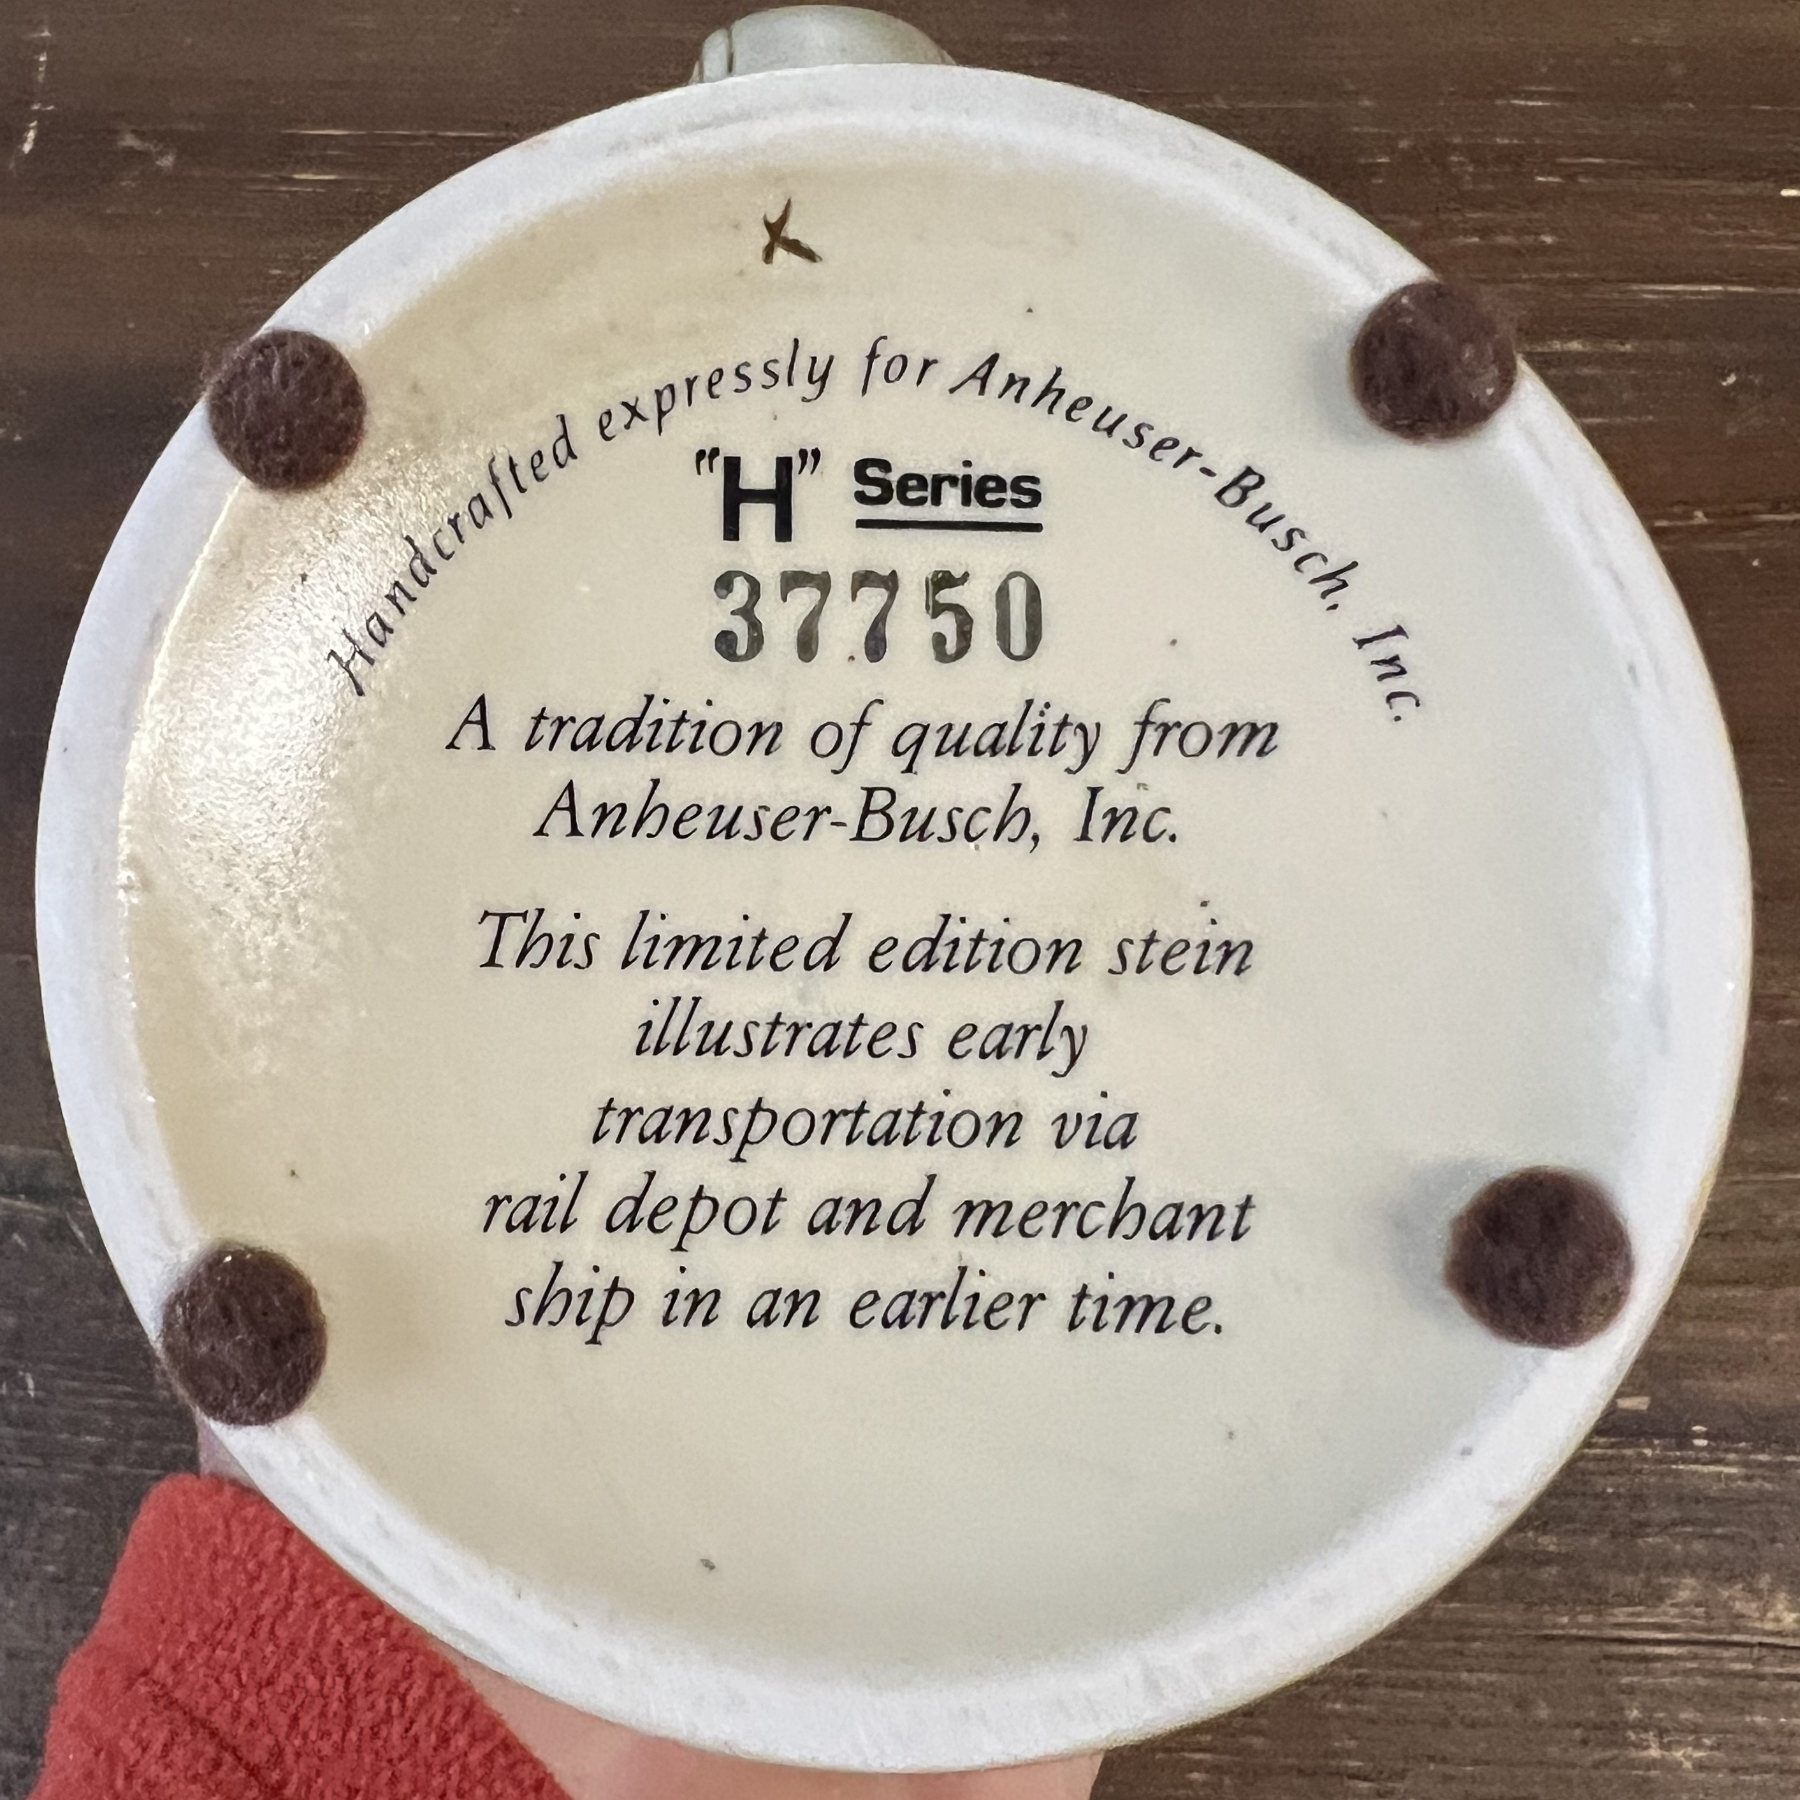 K
Handcrafted expressly for Anheuser-Busch, Inc.
"H" Series
37750
A tradition of quality from
Anheuser-Busch, Inc.
This limited edition stein
illustrates early
transportation via
rail depot and merchant
ship in an earlier time.